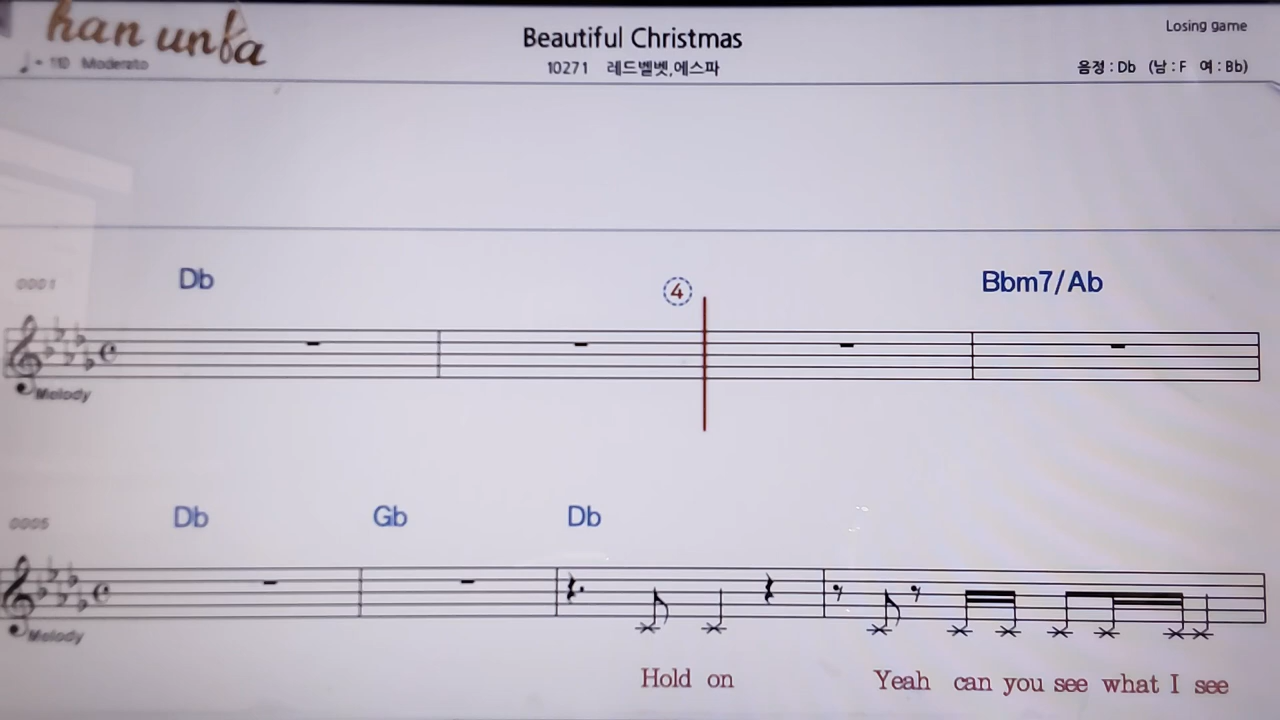 han unba
♩= 110 Moderato
Beautiful Christmas
10271 레드벨벳,에스파
Losing game
음정 : Db (남 : F 여 : Bb)
0001
Db
4
Bbm7/Ab
Melody
0005
Db Gb Db
Melody
Hold on Yeah can you see what I see